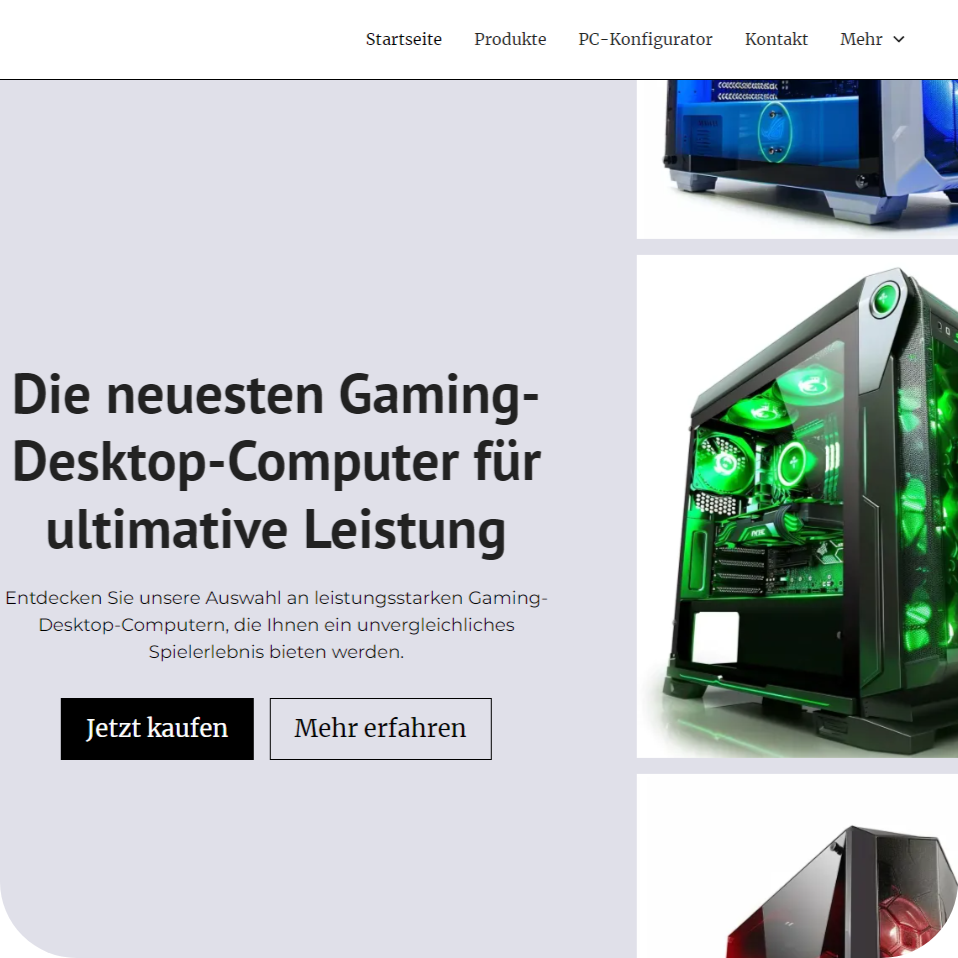 Startseite Produkte PC-Konfigurator Kontakt Mehr
Die neuesten Gaming-
Desktop-Computer für
ultimative Leistung
Entdecken Sie unsere Auswahl an leistungsstarken Gaming-
Desktop-Computern, die Ihnen ein unvergleichliches
Spielerlebnis bieten werden.
Jetzt kaufen Mehr erfahren